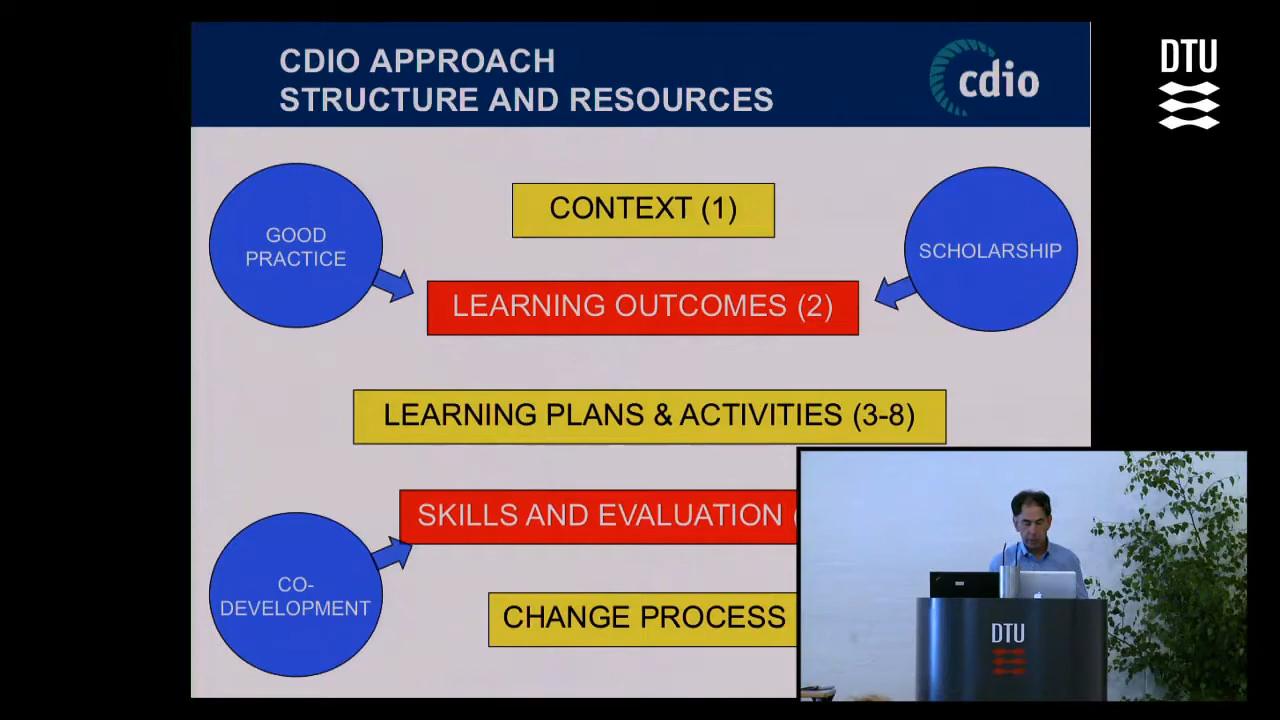 CDIO APPROACH
STRUCTURE AND RESOURCES
cdio
DTU
GOOD
PRACTICE
CONTEXT (1)
SCHOLARSHIP
LEARNING OUTCOMES (2)
LEARNING PLANS & ACTIVITIES (3-8)
SKILLS AND EVALUATION (
CO-
DEVELOPMENT
CHANGE PROCESS
DTU